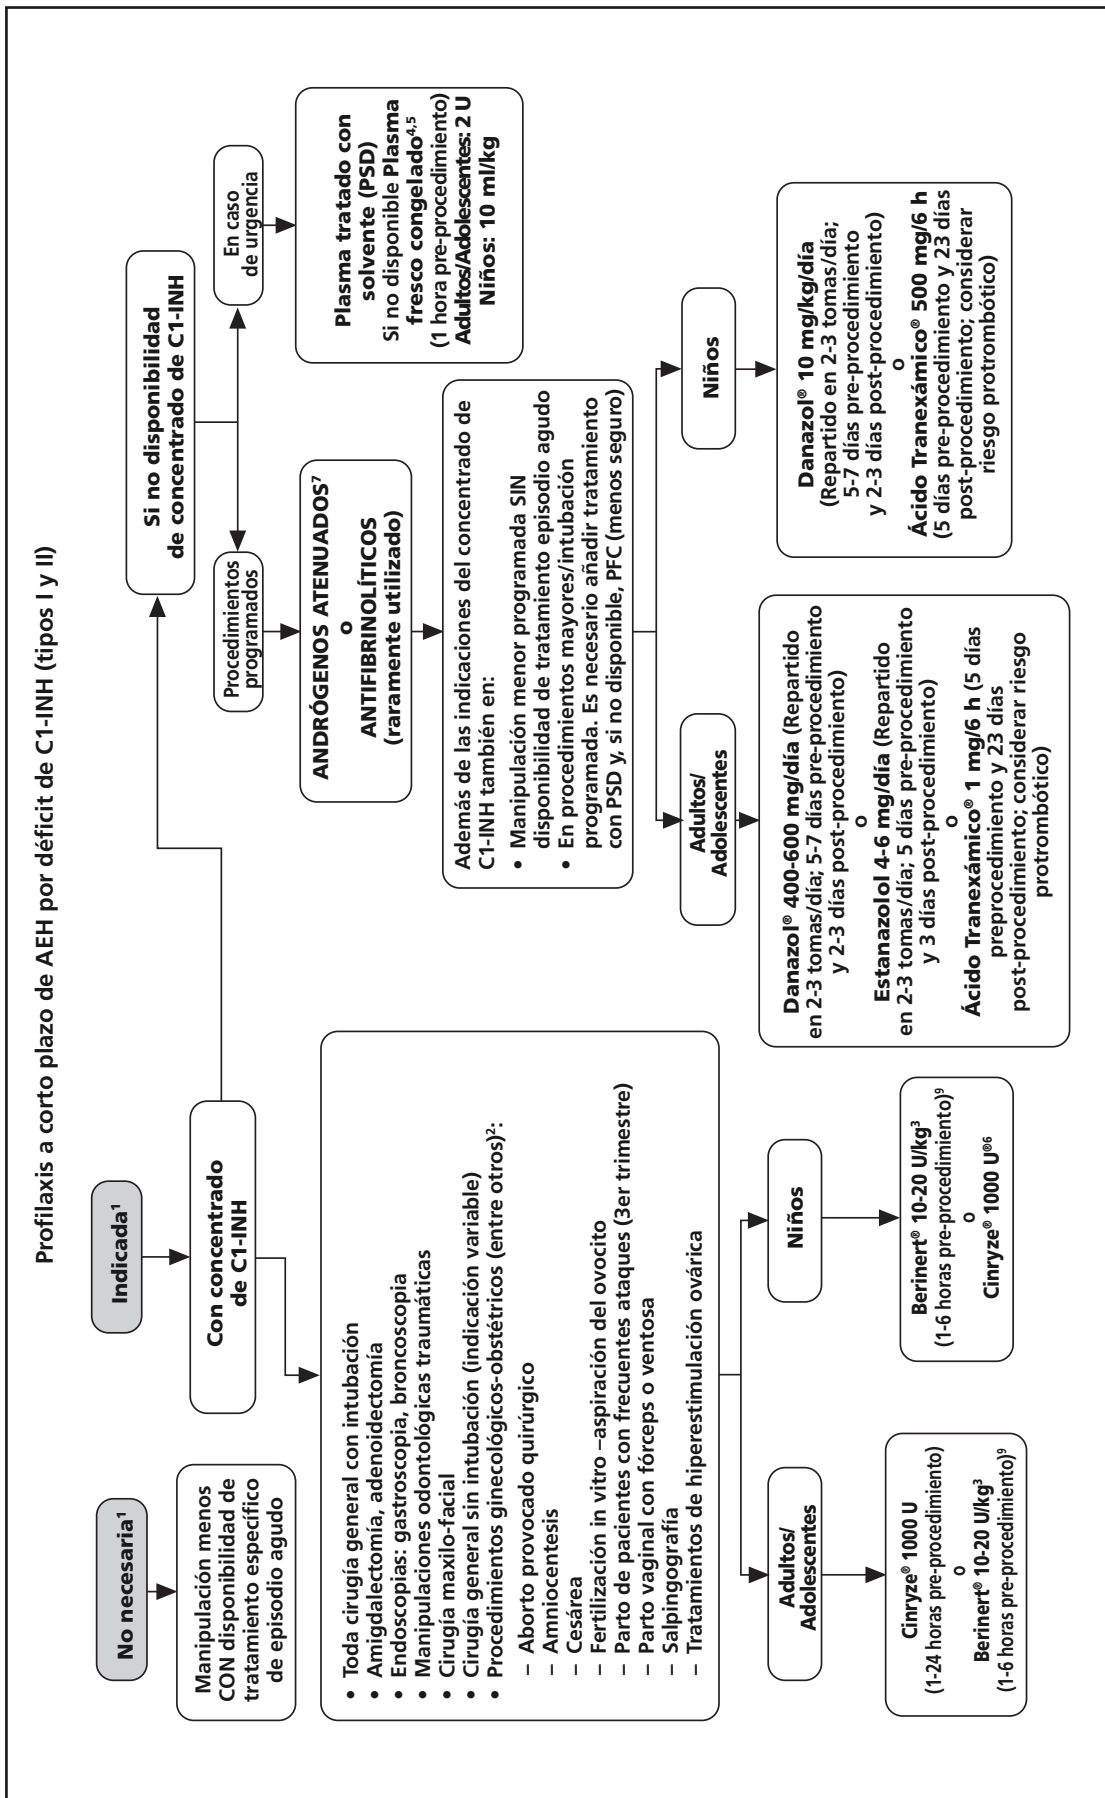 Profilaxis a corto plazo de AEH por déficit de C1-INH (tipos I y II)
No necesaria¹
Manipulación menos
CON disponibilidad de
tratamiento específico
de episodio agudo
Indicada¹
Con concentrado
de C1-INH
• Toda cirugía general con intubación
• Amigdalectomía, adenoidectomía
• Endoscopias: gastroscopia, broncoscopia
• Manipulaciones odontológicas traumáticas
• Cirugía maxilo-facial
• Cirugía general sin intubación (indicación variable)
• Procedimientos ginecológicos-obstétricos (entre otros)²:
– Aborto provocado quirúrgico
– Amniocentesis
– Cesárea
– Fertilización in vitro –aspiración del ovocito
– Parto de pacientes con frecuentes ataques (3er trimestre)
– Parto vaginal con fórceps o ventosa
– Salpingografía
– Tratamientos de hiperestimulación ovárica
Adultos/
Adolescentes
Cinryze® 1000 U
(1-24 horas pre-procedimiento)
o
Berinert® 10-20 U/kg³
(1-6 horas pre-procedimiento)⁹
Niños
Berinert® 10-20 U/kg³
(1-6 horas pre-procedimiento)⁹
o
Cinryze® 1000 U®⁶
Si no disponibilidad
de concentrado de C1-INH
Procedimientos
programados
ANDRÓGENOS ATENUADOS⁷
o
ANTIFIBRINOLÍTICOS
(raramente utilizado)
Además de las indicaciones del concentrado de
C1-INH también en:
• Manipulación menor programada SIN
disponibilidad de tratamiento episodio agudo
• En procedimientos mayores/intubación
programada. Es necesario añadir tratamiento
con PSD y, si no disponible, PFC (menos seguro)
Adultos/
Adolescentes
Danazol® 400-600 mg/día (Repartido
en 2-3 tomas/día; 5-7 días pre-procedimiento
y 2-3 días post-procedimiento)
o
Estanazolol 4-6 mg/día (Repartido
en 2-3 tomas/día; 5 días pre-procedimiento
y 3 días post-procedimiento)
o
Ácido Tranexámico® 1 mg/6 h (5 días
preprocedimiento y 23 días
post-procedimiento; considerar riesgo
protrombótico)
Niños
Danazol® 10 mg/kg/día
(Repartido en 2-3 tomas/día;
5-7 días pre-procedimiento
y 2-3 días post-procedimiento)
o
Ácido Tranexámico® 500 mg/6 h
(5 días pre-procedimiento y 23 días
post-procedimiento; considerar
riesgo protrombótico)
En caso
de urgencia
Plasma tratado con
solvente (PSD)
Si no disponible Plasma
fresco congelado⁴,⁵
(1 hora pre-procedimiento)
Adultos/Adolescentes: 2 U
Niños: 10 ml/kg